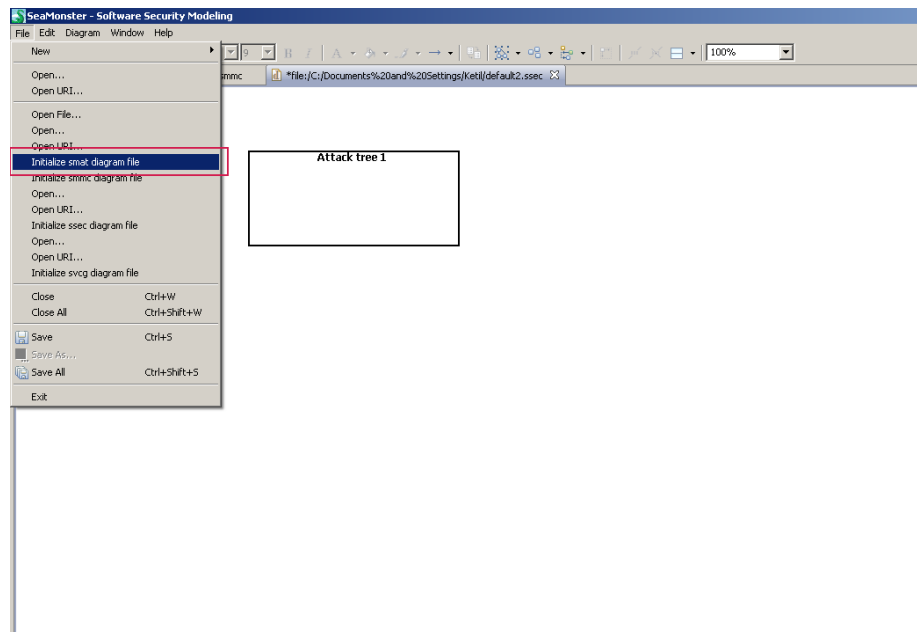 SeaMonster - Software Security Modeling
File Edit Diagram Window Help
9 B I A 100%
New
smmc *file:/C:/Documents%20and%20Settings/Ketil/default2.ssec
Open...
Open URI...
Open File...
Open...
Open URI...
Initialize smat diagram file
Initialize smmc diagram file
Open...
Open URI...
Initialize ssec diagram file
Open...
Open URI...
Initialize svcg diagram file
Close Ctrl+W
Close All Ctrl+Shift+W
Save Ctrl+S
Save As...
Save All Ctrl+Shift+S
Exit
Attack tree 1